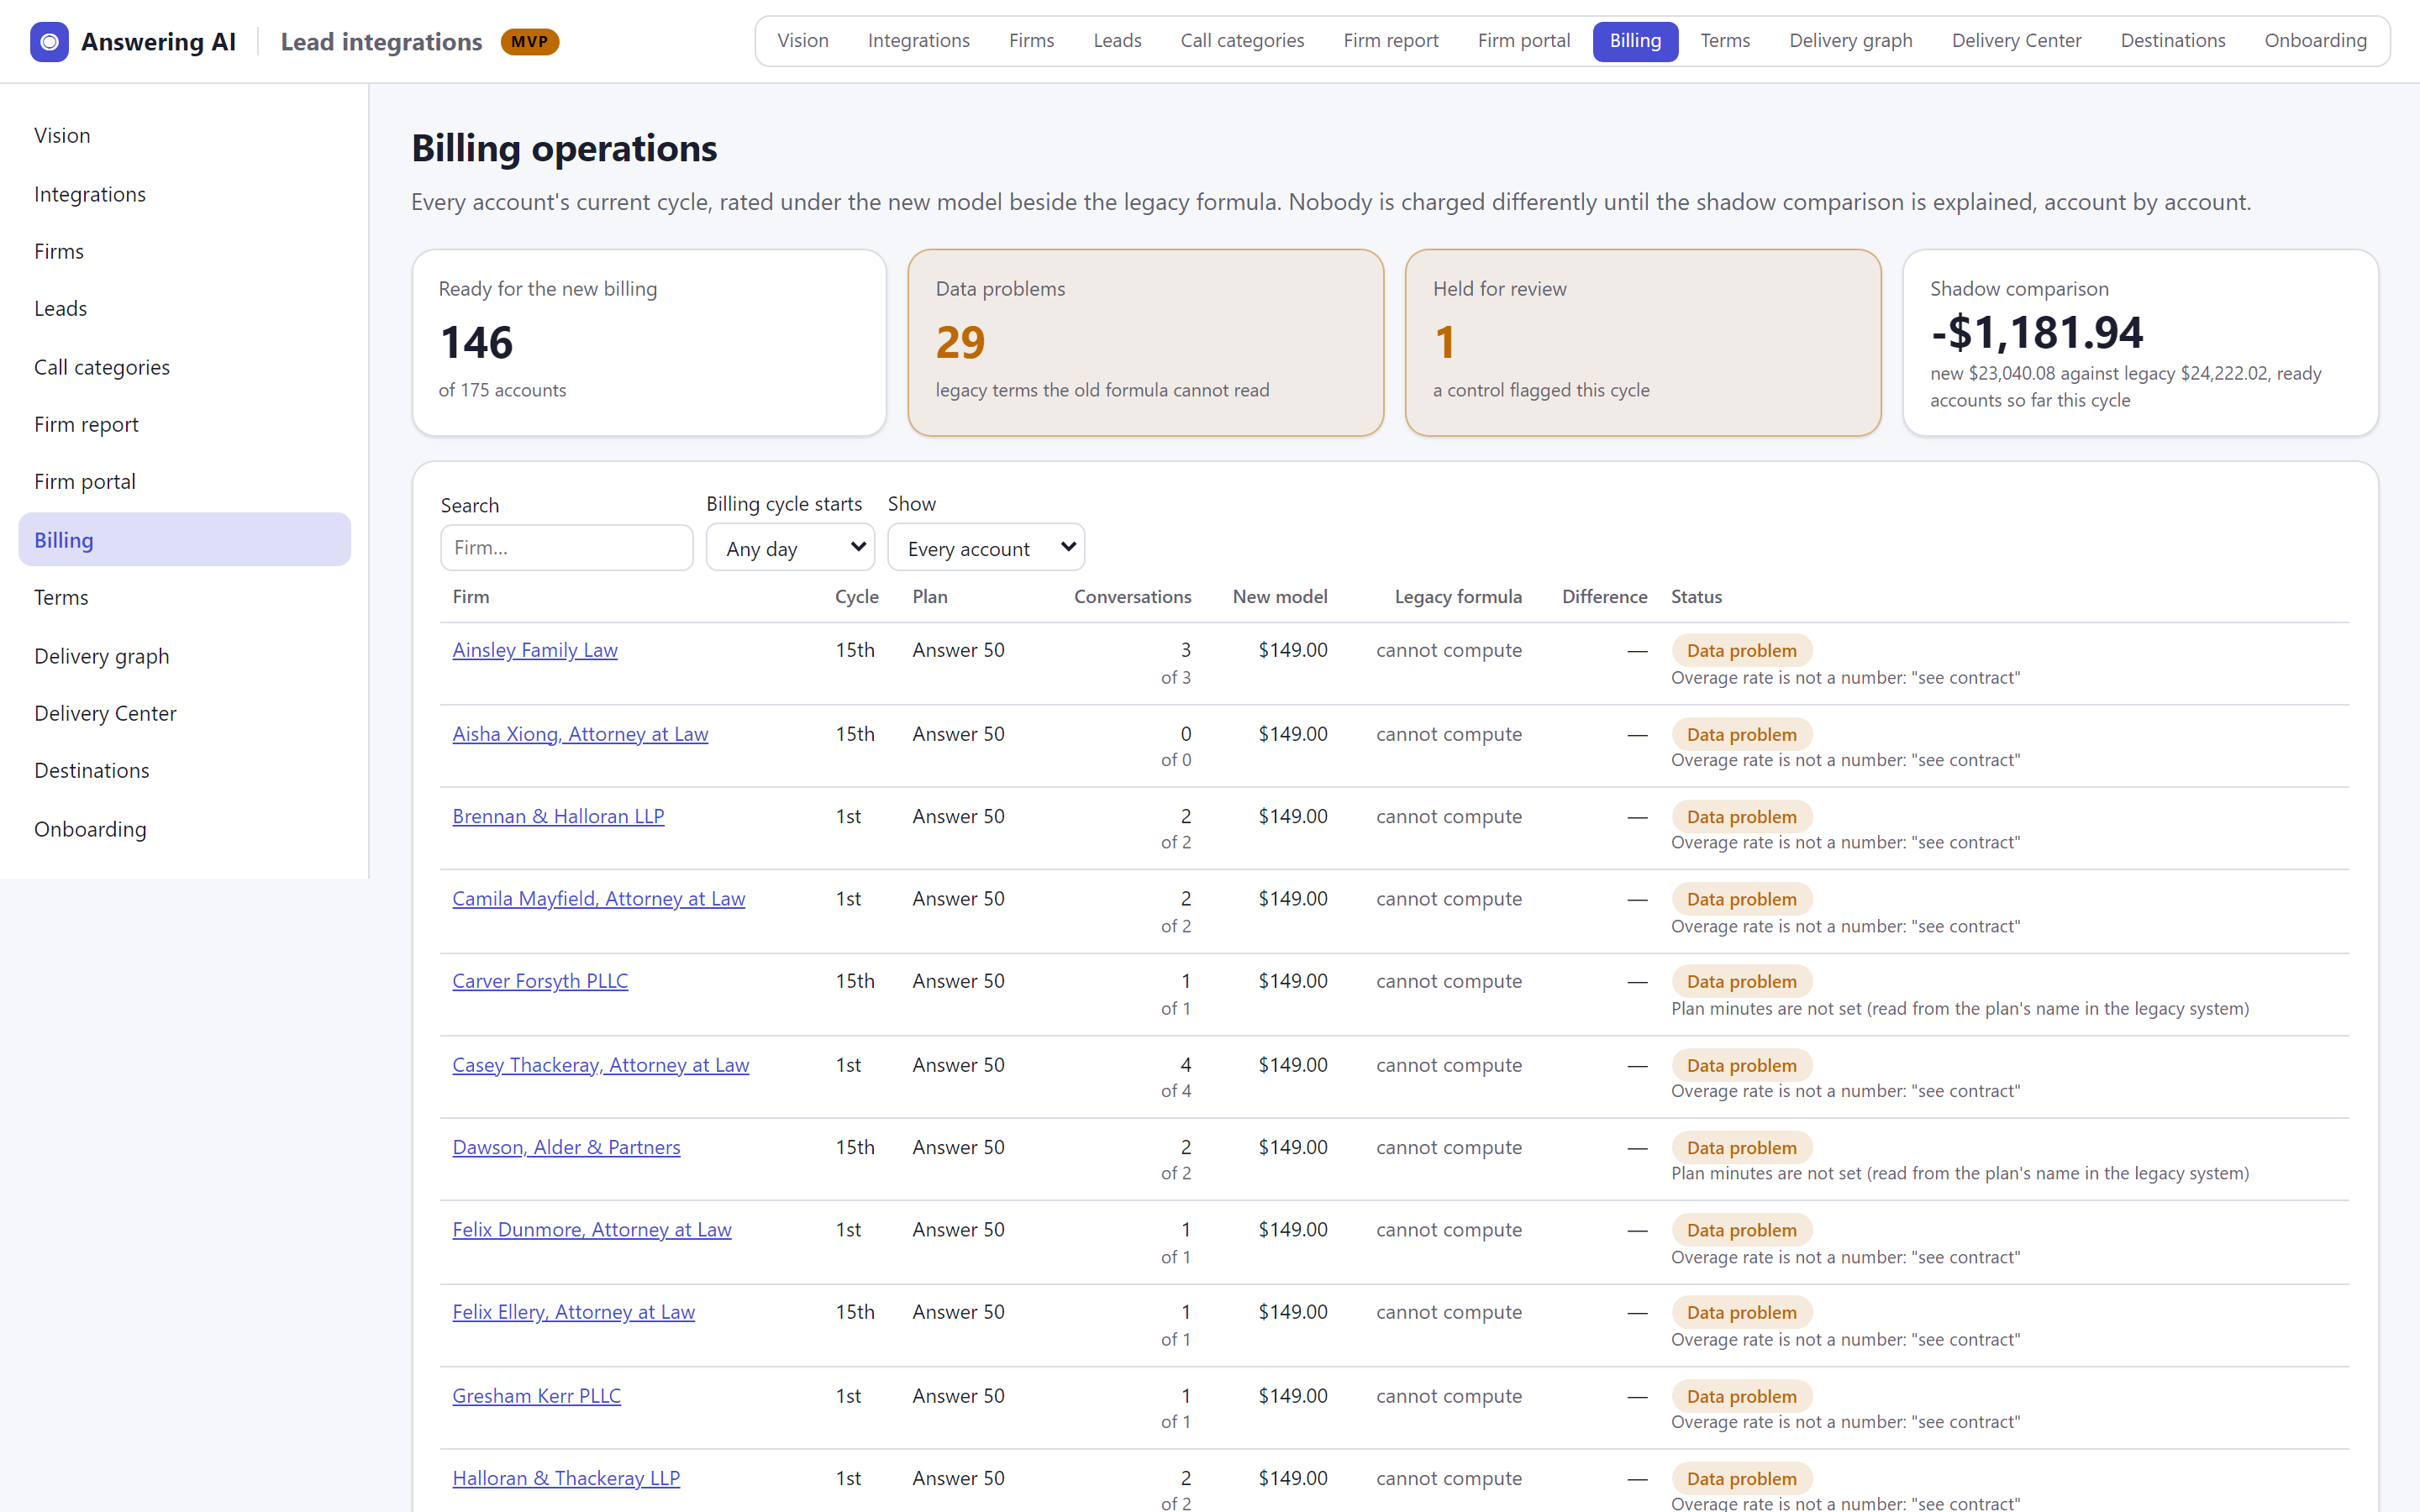 Answering AI
Lead integrations
MVP
Vision
Integrations
Firms
Leads
Call categories
Firm report
Firm portal
Billing
Terms
Delivery graph
Delivery Center
Destinations
Onboarding
Vision
Integrations
Firms
Leads
Call categories
Firm report
Firm portal
Billing
Terms
Delivery graph
Delivery Center
Destinations
Onboarding
Billing operations
Every account's current cycle, rated under the new model beside the legacy formula. Nobody is charged differently until the shadow comparison is explained, account by account.
Ready for the new billing
146
of 175 accounts
Data problems
29
legacy terms the old formula cannot read
Held for review
1
a control flagged this cycle
Shadow comparison
-$1,181.94
new $23,040.08 against legacy $24,222.02, ready
accounts so far this cycle
Search
Firm...
Billing cycle starts
Any day
Show
Every account
Firm Cycle Plan Conversations New model Legacy formula Difference Status
Ainsley Family Law 15th Answer 50 3 $149.00 cannot compute — Data problem
of 3 Overage rate is not a number: "see contract"
Aisha Xiong, Attorney at Law 15th Answer 50 0 $149.00 cannot compute — Data problem
of 0 Overage rate is not a number: "see contract"
Brennan & Halloran LLP 1st Answer 50 2 $149.00 cannot compute — Data problem
of 2 Overage rate is not a number: "see contract"
Camila Mayfield, Attorney at Law 1st Answer 50 2 $149.00 cannot compute — Data problem
of 2 Overage rate is not a number: "see contract"
Carver Forsyth PLLC 15th Answer 50 1 $149.00 cannot compute — Data problem
of 1 Plan minutes are not set (read from the plan's name in the legacy system)
Casey Thackeray, Attorney at Law 1st Answer 50 4 $149.00 cannot compute — Data problem
of 4 Overage rate is not a number: "see contract"
Dawson, Alder & Partners 15th Answer 50 2 $149.00 cannot compute — Data problem
of 2 Plan minutes are not set (read from the plan's name in the legacy system)
Felix Dunmore, Attorney at Law 1st Answer 50 1 $149.00 cannot compute — Data problem
of 1 Overage rate is not a number: "see contract"
Felix Ellery, Attorney at Law 15th Answer 50 1 $149.00 cannot compute — Data problem
of 1 Overage rate is not a number: "see contract"
Gresham Kerr PLLC 1st Answer 50 1 $149.00 cannot compute — Data problem
of 1 Overage rate is not a number: "see contract"
Halloran & Thackeray LLP 1st Answer 50 2 $149.00 cannot compute — Data problem
of 2 Overage rate is not a number: "see contract"